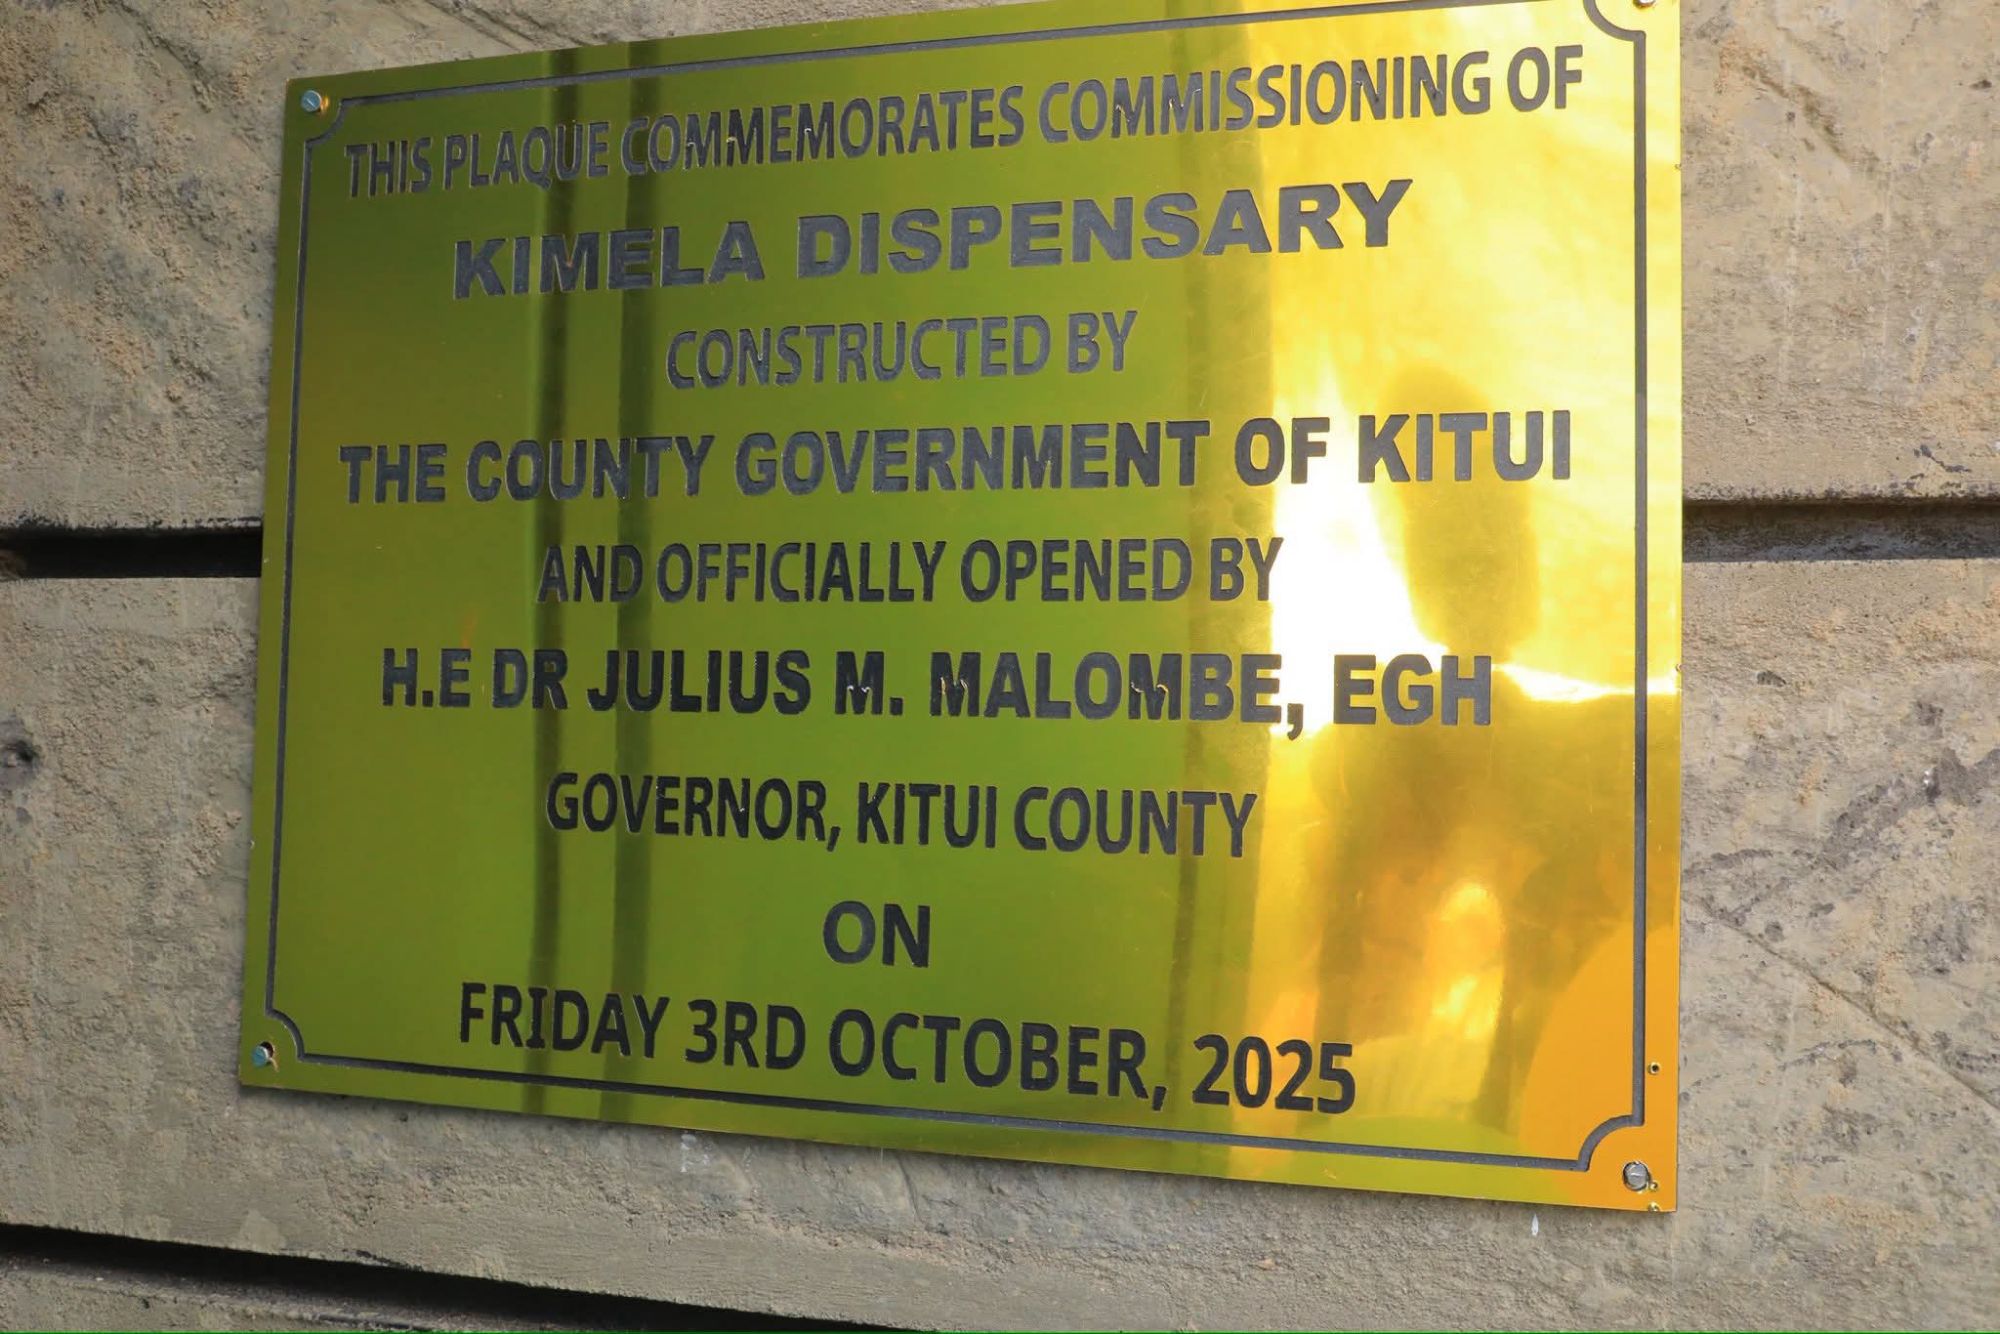 THIS PLAQUE COMMEMORATES COMMISSIONING OF
KIMELA DISPENSARY
CONSTRUCTED BY
THE COUNTY GOVERNMENT OF KITUI
AND OFFICIALLY OPENED BY
H.E DR JULIUS M. MALOMBE, EGH
GOVERNOR, KITUI COUNTY
ON
FRIDAY 3RD OCTOBER, 2025